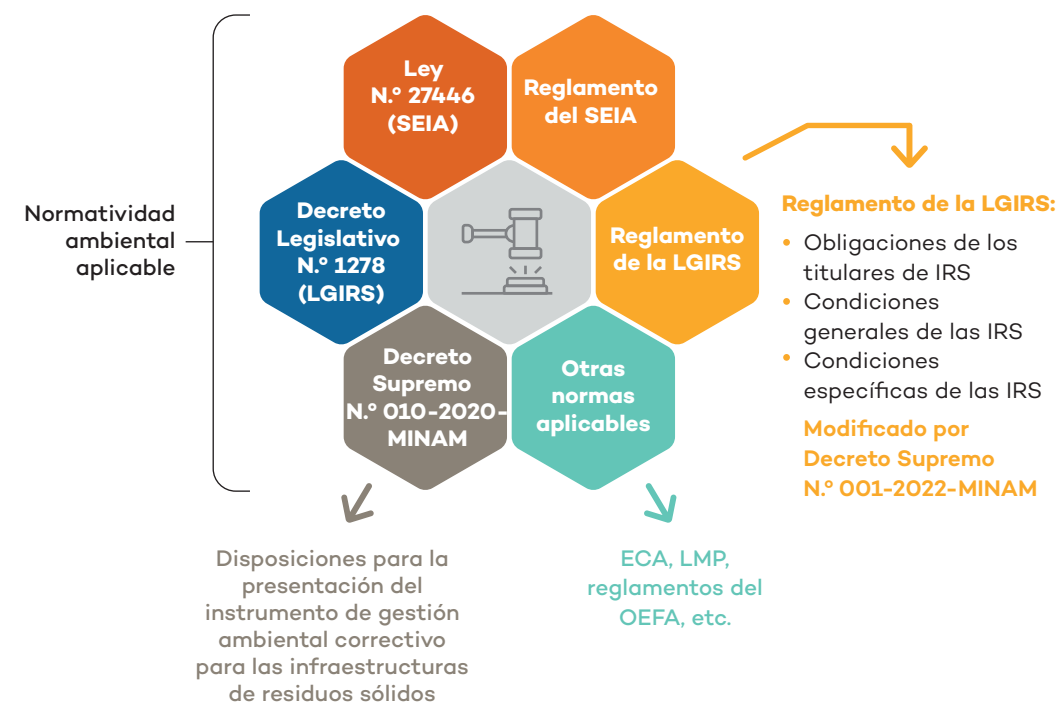 Normatividad
ambiental
aplicable
Ley
N.° 27446
(SEIA)
Reglamento
del SEIA
Decreto
Legislativo
N.° 1278
(LGIRS)
Reglamento
de la LGIRS
Decreto
Supremo
N.° 010-2020-
MINAM
Otras
normas
aplicables
Reglamento de la LGIRS:
• Obligaciones de los
titulares de IRS
• Condiciones
generales de las IRS
• Condiciones
específicas de las IRS
Modificado por
Decreto Supremo
N.° 001-2022-MINAM
Disposiciones para la
presentación del
instrumento de gestión
ambiental correctivo
para las infraestructuras
de residuos sólidos
ECA, LMP,
reglamentos del
OEFA, etc.